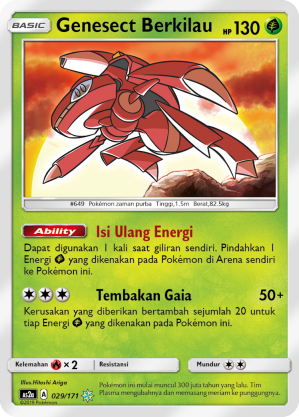 BASIC Genesect Berkilau HP 130
#649 Pokémon zaman purba Tinggi,1.5m Berat,82.5kg
Ability Isi Ulang Energi
Dapat digunakan 1 kali saat giliran sendiri. Pindahkan 1
Energi yang dikenakan pada Pokémon di Arena sendiri
ke Pokémon ini.
Tembakan Gaia 50+
Kerusakan yang diberikan bertambah sejumlah 20 untuk
tiap Energi yang dikenakan pada Pokémon ini.
Kelemahan × 2 Resistansi Mundur
Illus.Hitoshi Ariga
AS2a A 029/171
©2019 Pokémon
Pokémon ini mulai muncul 300 juta tahun yang lalu. Tim
Plasma mengubahnya dan memasang meriam ke punggungnya.